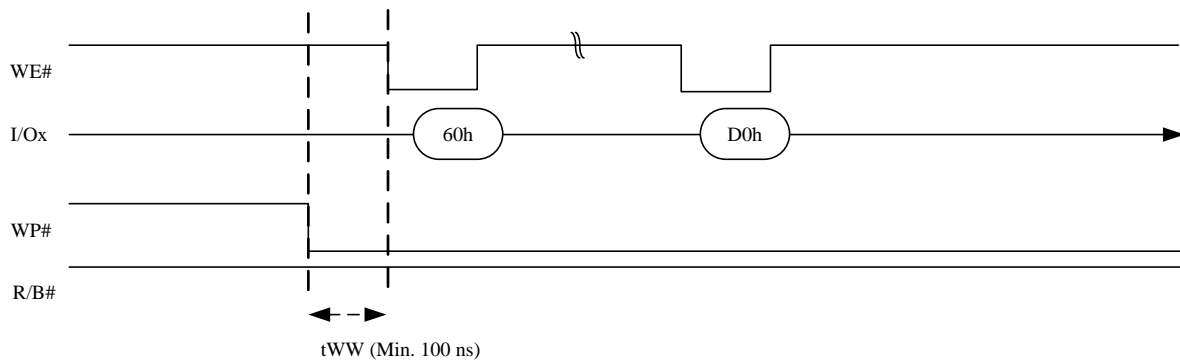 WE#
I/Ox
60h
D0h
WP#
R/B#
tWW (Min. 100 ns)